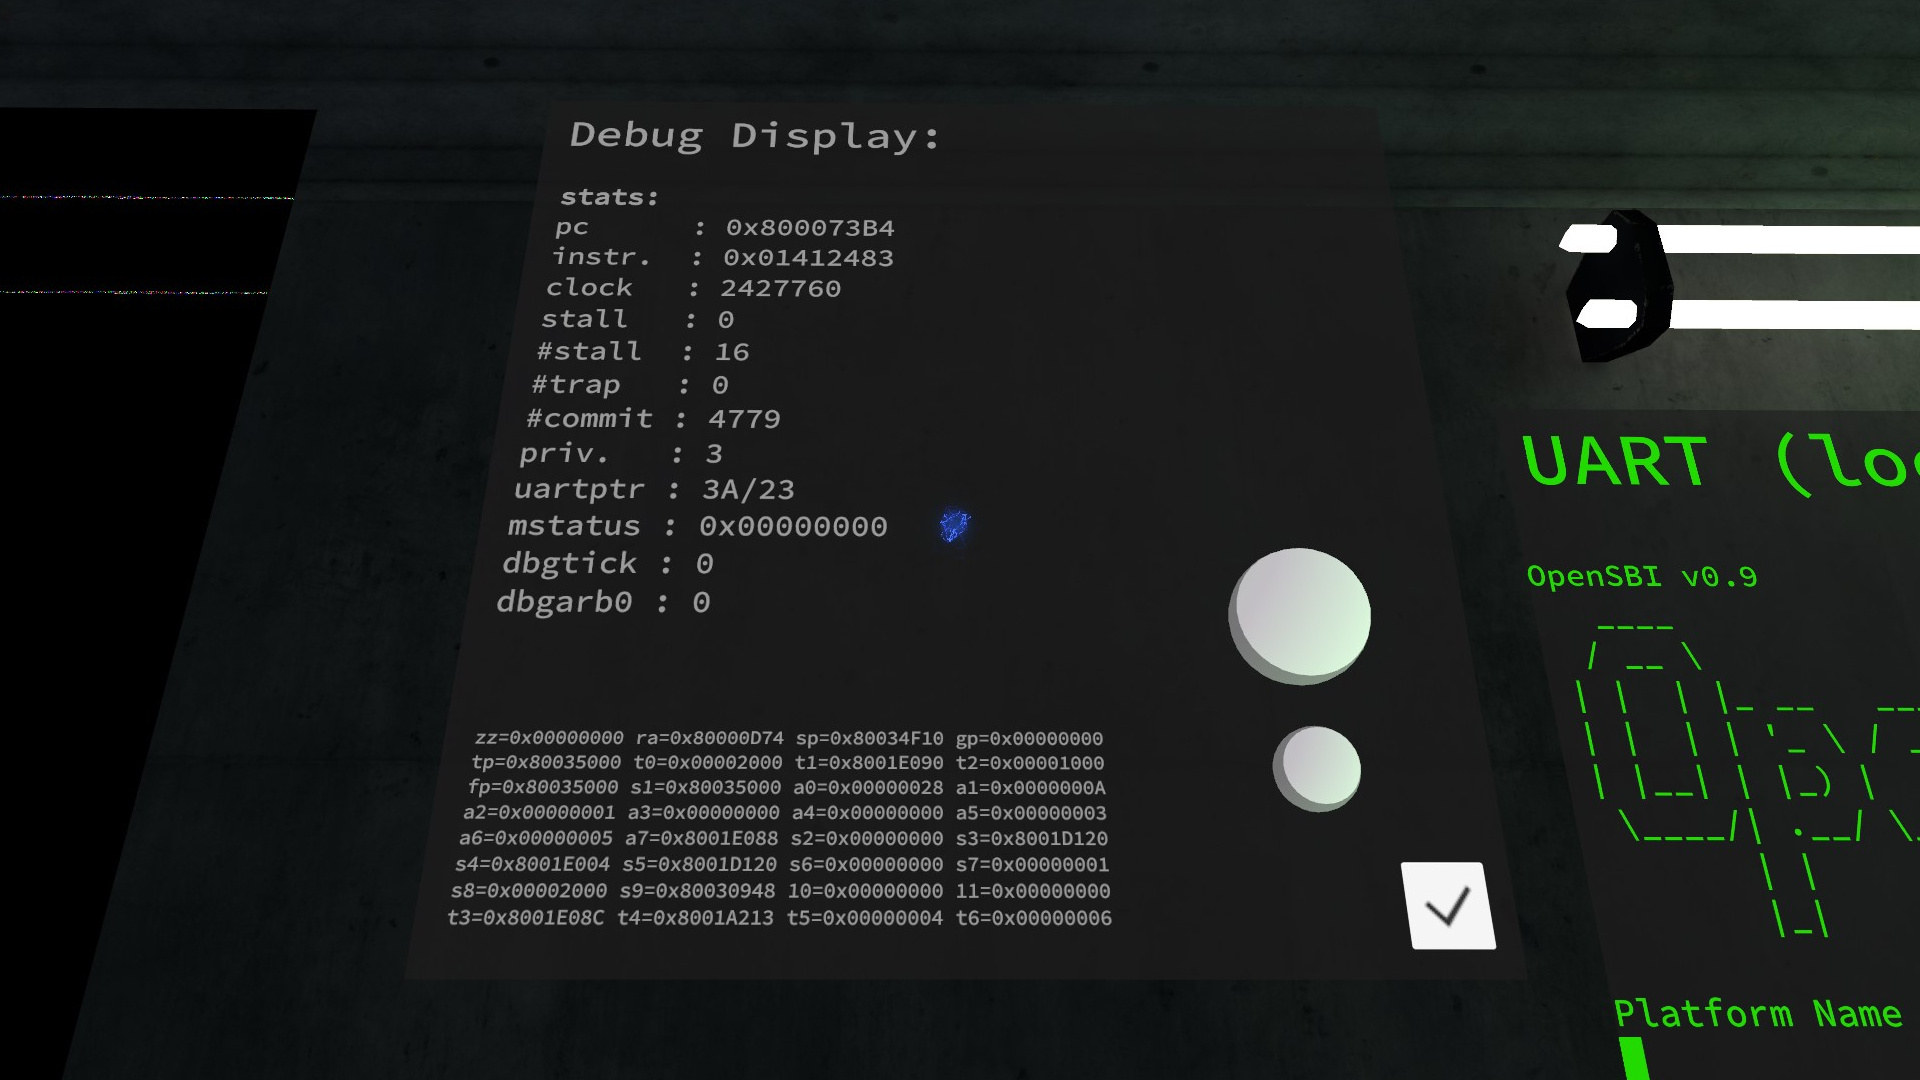 Debug Display:
stats:
pc : 0x800073B4
instr. : 0x01412483
clock : 2427760
stall : 0
#stall : 16
#trap : 0
#commit : 4779
priv. : 3
uartptr : 3A/23
mstatus : 0x00000000
dbgtick : 0
dbgarb0 : 0
zz=0x00000000 ra=0x80000D74 sp=0x80034F10 gp=0x00000000
tp=0x80035000 t0=0x00002000 t1=0x8001E090 t2=0x00001000
fp=0x80035000 s1=0x80035000 a0=0x00000028 a1=0x0000000A
a2=0x00000001 a3=0x00000000 a4=0x00000000 a5=0x00000003
a6=0x00000005 a7=0x8001E088 s2=0x00000000 s3=0x8001D120
s4=0x8001E004 s5=0x8001D120 s6=0x00000000 s7=0x00000001
s8=0x00002000 s9=0x80030948 10=0x00000000 11=0x00000000
t3=0x8001E08C t4=0x8001A213 t5=0x00000004 t6=0x00000006
UART (loc
OpenSBI v0.9
Platform Name